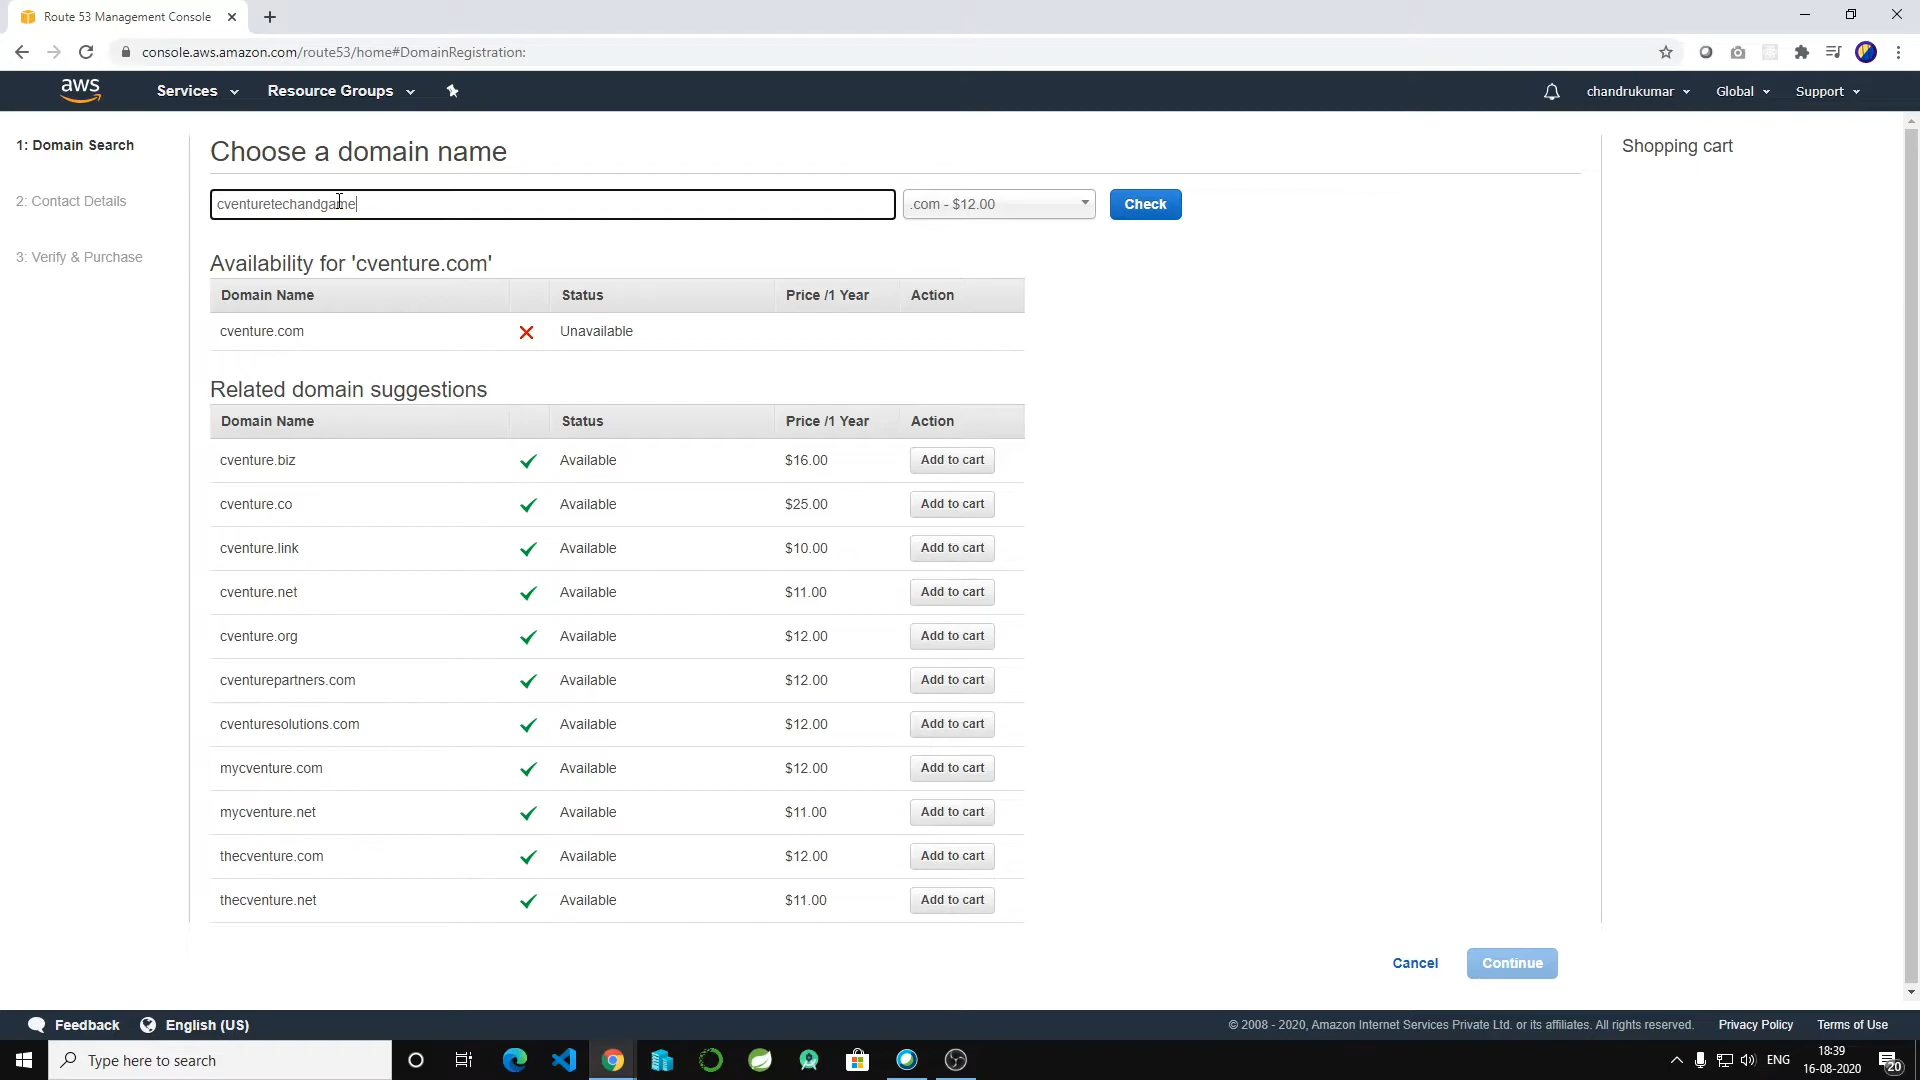 Route 53 Management Console
console.aws.amazon.com/route53/home#DomainRegistration:
aws
Services
Resource Groups
chandrukumar
Global
Support
1: Domain Search
2: Contact Details
3: Verify & Purchase
Choose a domain name
cventuretechandgame
.com - $12.00
Check
Availability for 'cventure.com'
Domain Name Status Price /1 Year Action
cventure.com Unavailable
Related domain suggestions
Domain Name Status Price /1 Year Action
cventure.biz Available $16.00 Add to cart
cventure.co Available $25.00 Add to cart
cventure.link Available $10.00 Add to cart
cventure.net Available $11.00 Add to cart
cventure.org Available $12.00 Add to cart
cventurepartners.com Available $12.00 Add to cart
cventuresolutions.com Available $12.00 Add to cart
mycventure.com Available $12.00 Add to cart
mycventure.net Available $11.00 Add to cart
thecventure.com Available $12.00 Add to cart
thecventure.net Available $11.00 Add to cart
Shopping cart
Cancel
Continue
Feedback
English (US)
© 2008 - 2020, Amazon Internet Services Private Ltd. or its affiliates. All rights reserved.
Privacy Policy
Terms of Use
Type here to search
ENG
18:39
16-08-2020
20